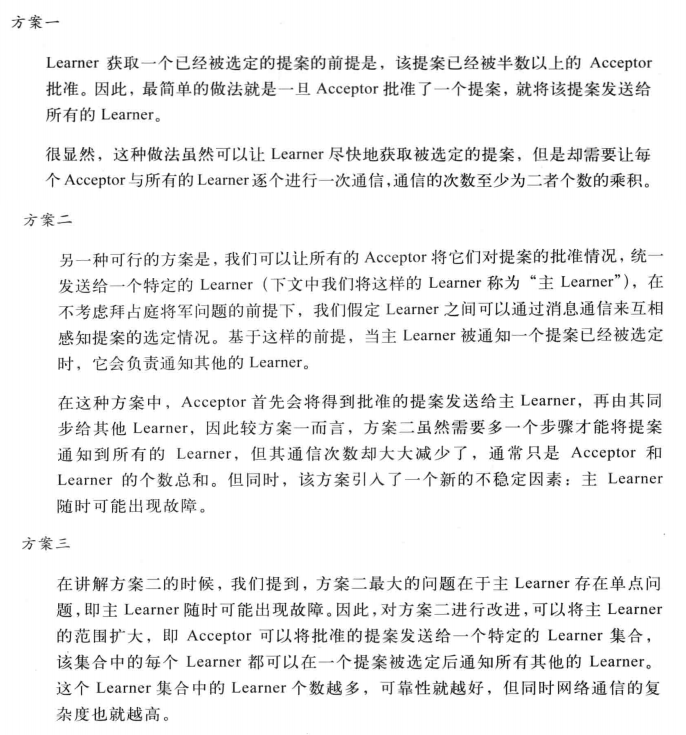 方案一
Learner 获取一个已经被选定的提案的前提是，该提案已经被半数以上的 Acceptor
批准。因此，最简单的做法就是一旦 Acceptor 批准了一个提案，就将该提案发送给
所有的 Learner。
很显然，这种做法虽然可以让 Learner 尽快地获取被选定的提案，但是却需要让每
个 Acceptor 与所有的 Learner 逐个进行一次通信，通信的次数至少为二者个数的乘积。
方案二
另一种可行的方案是，我们可以让所有的 Acceptor 将它们对提案的批准情况，统一
发送给一个特定的 Learner（下文中我们将这样的 Learner 称为“主 Learner”），在
不考虑拜占庭将军问题的前提下，我们假定 Learner 之间可以通过消息通信来互相
感知提案的选定情况。基于这样的前提，当主 Learner 被通知一个提案已经被选定
时，它会负责通知其他的 Learner。
在这种方案中，Acceptor 首先会将得到批准的提案发送给主 Learner，再由其同
步给其他 Learner，因此较方案一而言，方案二虽然需要多一个步骤才能将提案
通知到所有的 Learner，但其通信次数却大大减少了，通常只是 Acceptor 和
Learner 的个数总和。但同时，该方案引入了一个新的不稳定因素：主 Learner
随时可能出现故障。
方案三
在讲解方案二的时候，我们提到，方案二最大的问题在于主 Learner 存在单点问
题，即主 Learner 随时可能出现故障。因此，对方案二进行改进，可以将主 Learner
的范围扩大，即 Acceptor 可以将批准的提案发送给一个特定的 Learner 集合，
该集合中的每个 Learner 都可以在一个提案被选定后通知所有其他的 Learner。
这个 Learner 集合中的 Learner 个数越多，可靠性就越好，但同时网络通信的复
杂度也就越高。